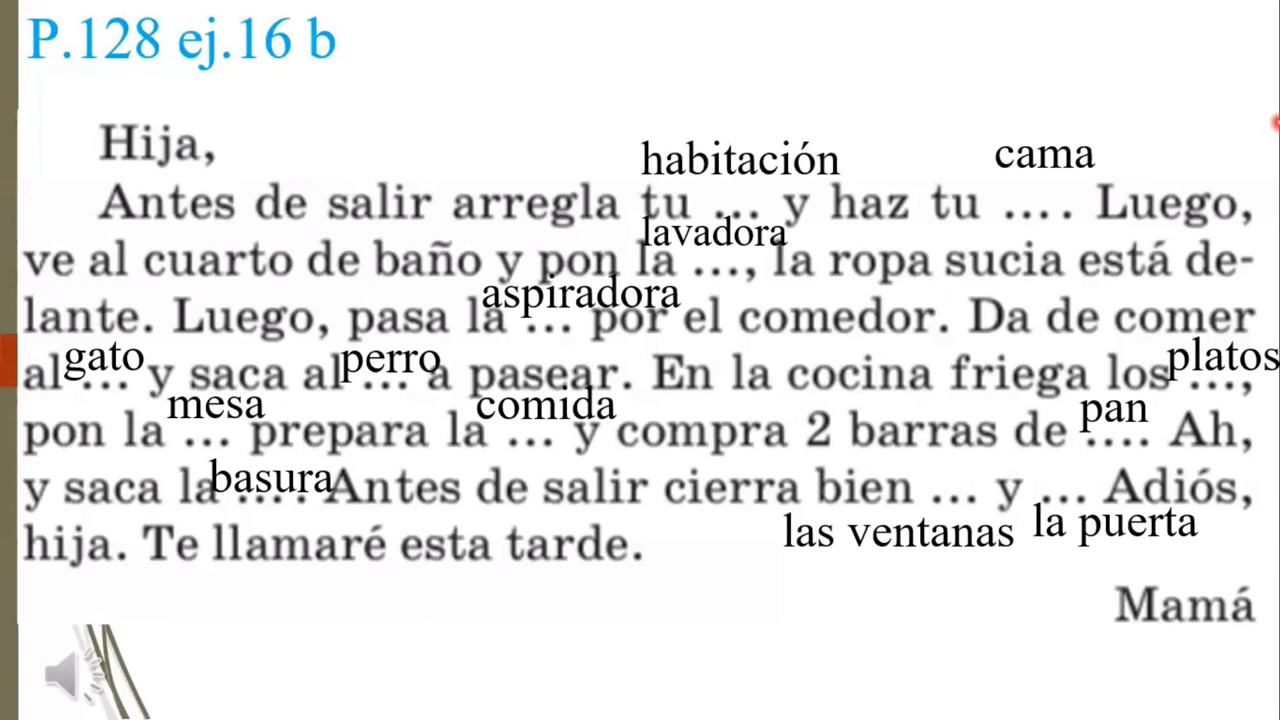 P.128 ej.16 b
Hija,
habitación cama
Antes de salir arregla tu ... y haz tu .... Luego,
lavadora
ve al cuarto de baño y pon la ..., la ropa sucia está de-
aspiradora
lante. Luego, pasa la ... por el comedor. Da de comer
gato perro platos
al ... y saca al ... a pasear. En la cocina friega los ...,
mesa comida pan
pon la ... prepara la ... y compra 2 barras de .... Ah,
basura
y saca la .... Antes de salir cierra bien ... y ... Adiós,
las ventanas la puerta
hija. Te llamaré esta tarde.
Mamá